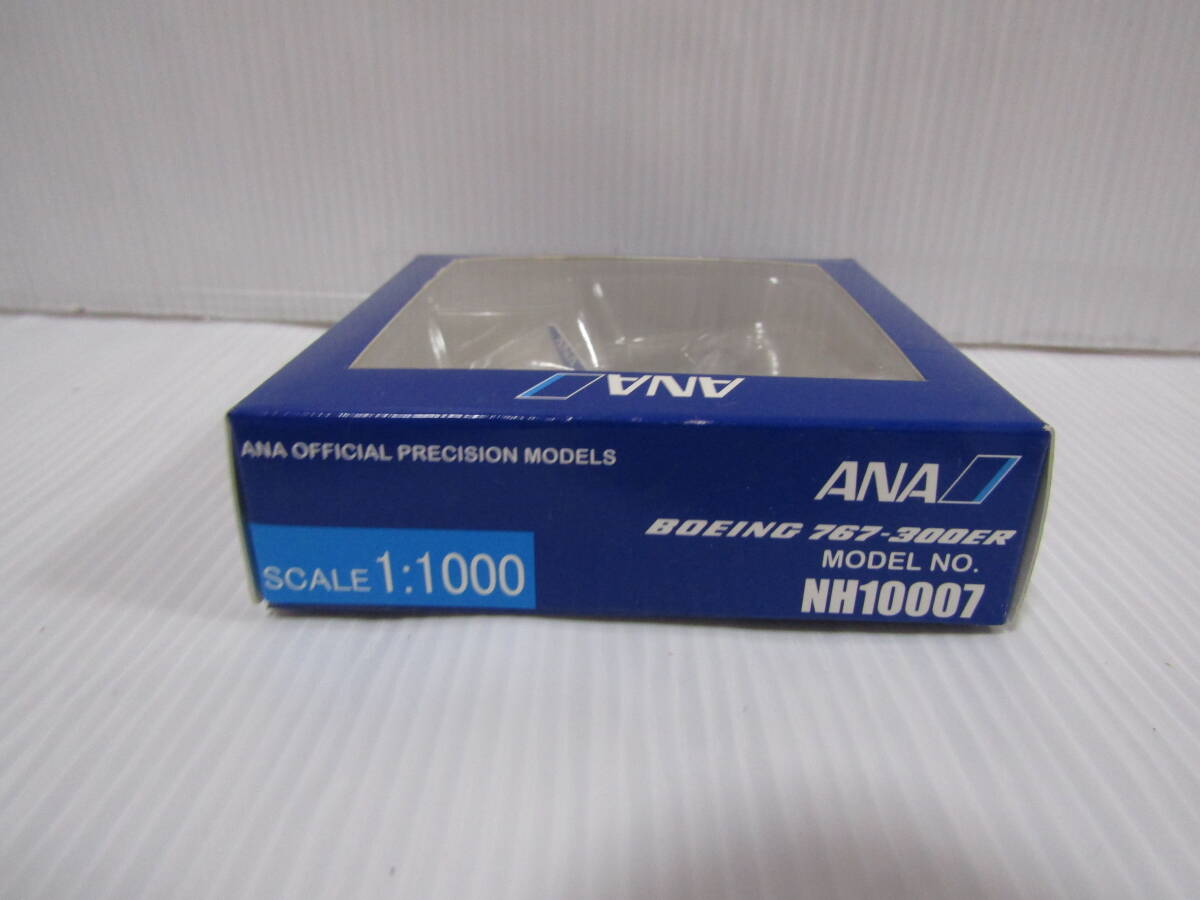 ANA
ANA OFFICIAL PRECISION MODELS
ANA
BOEING 767-300ER
MODEL NO.
NH10007
SCALE 1:1000